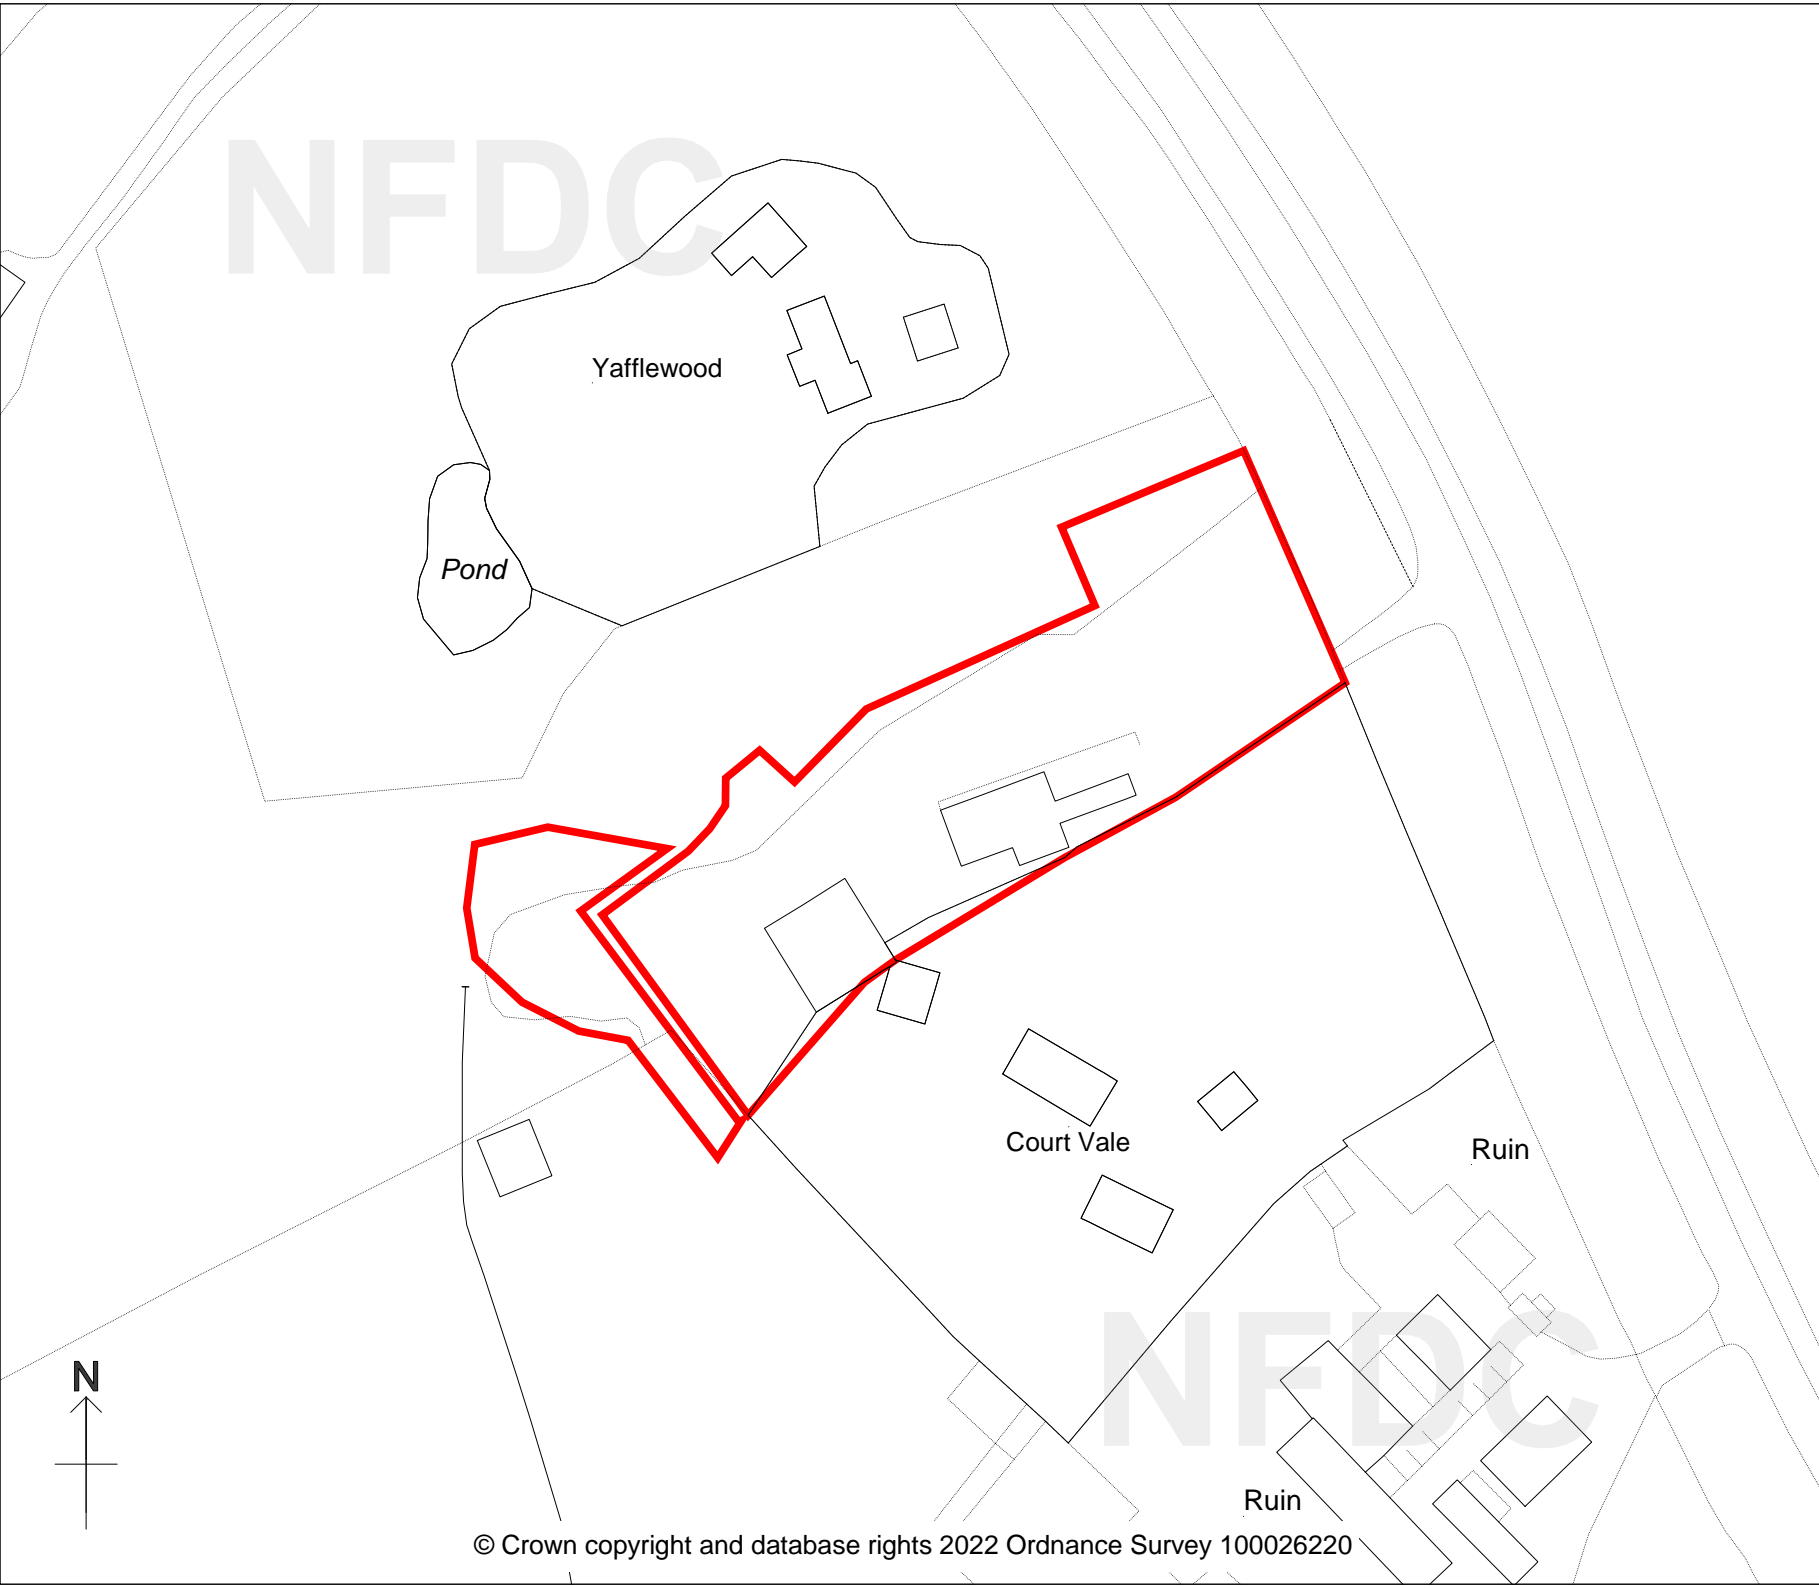 NFDC
Yafflewood
Pond
Court Vale
Ruin
NFDC
N
Ruin
© Crown copyright and database rights 2022 Ordnance Survey 100026220